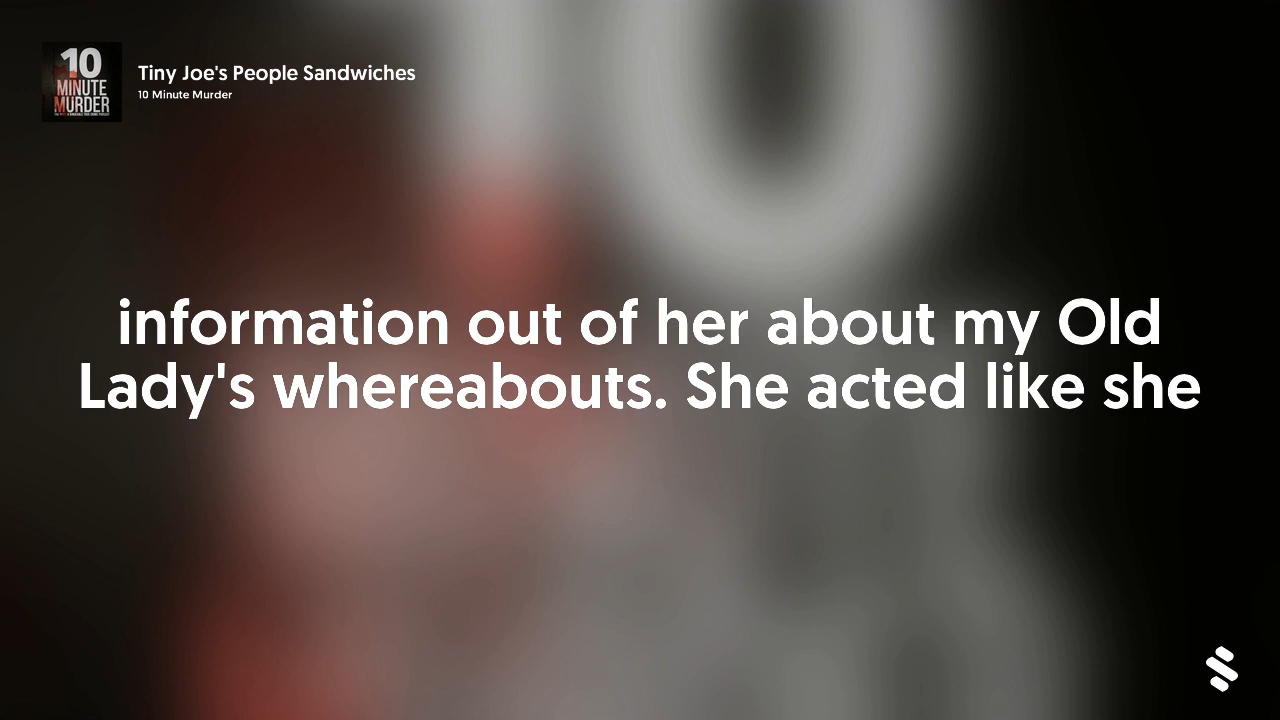 10
MINUTE
MURDER
Tiny Joe's People Sandwiches
10 Minute Murder
information out of her about my Old
Lady's whereabouts. She acted like she